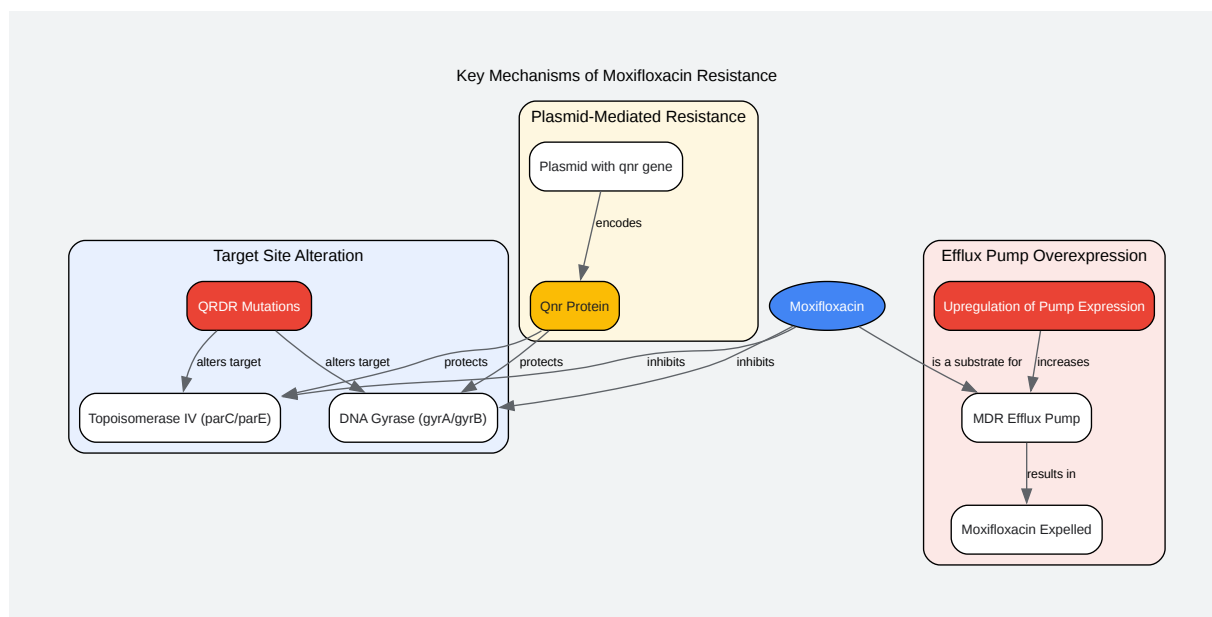 Key Mechanisms of Moxifloxacin Resistance
Plasmid-Mediated Resistance
Plasmid with qnr gene
encodes
Target Site Alteration
Efflux Pump Overexpression
QRDR Mutations
Qnr Protein
Moxifloxacin
Upregulation of Pump Expression
alters target
alters target
protects
protects
inhibits
inhibits
is a substrate for
increases
Topoisomerase IV (parC/parE)
DNA Gyrase (gyrA/gyrB)
MDR Efflux Pump
results in
Moxifloxacin Expelled